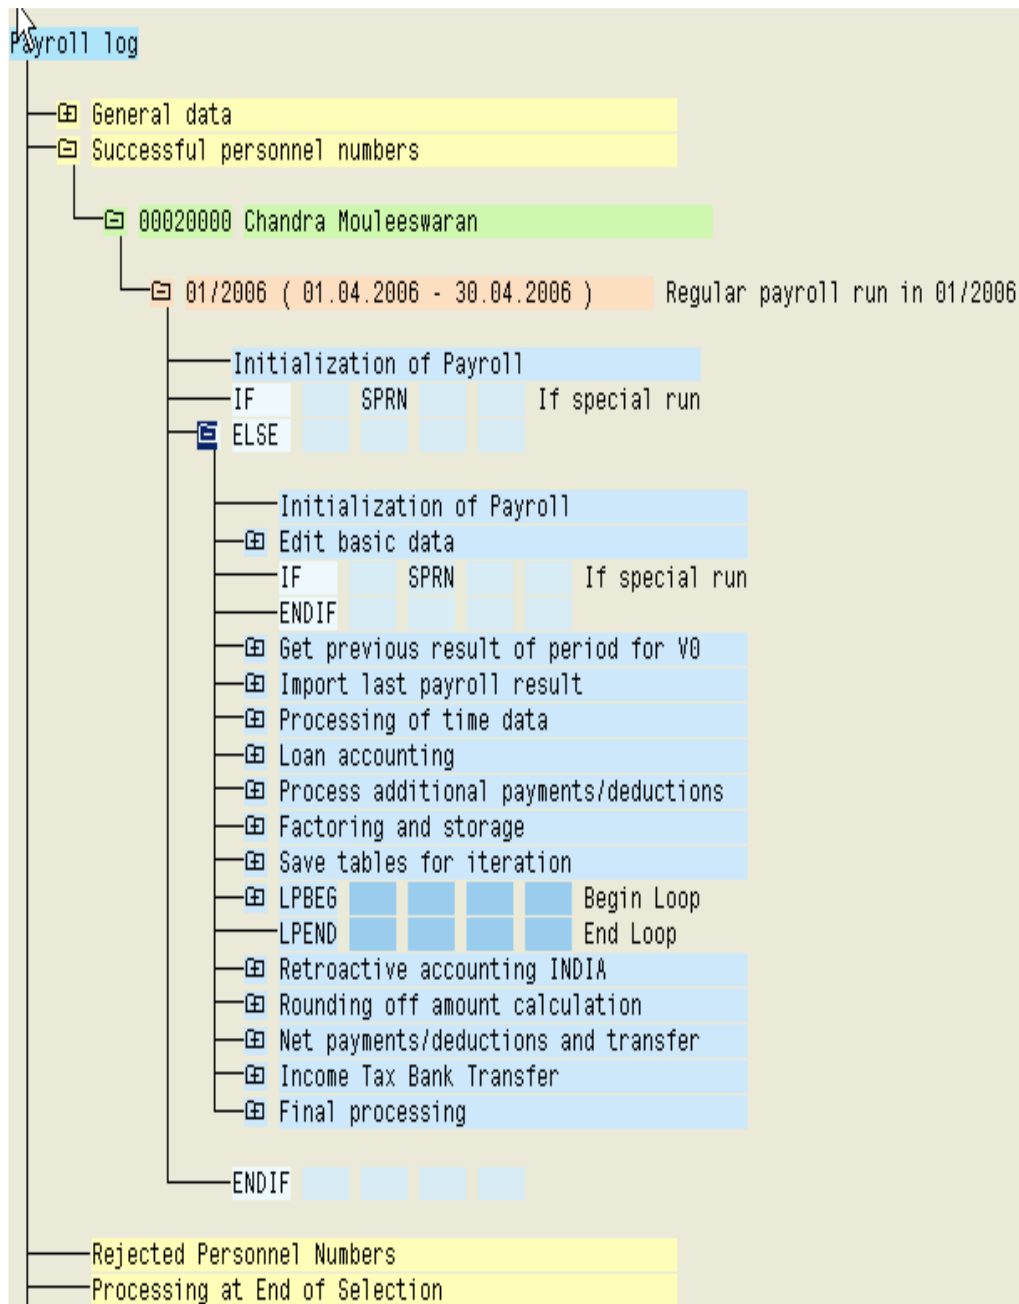 Payroll log
General data
Successful personnel numbers
00020000 Chandra Mouleeswaran
01/2006 ( 01.04.2006 - 30.04.2006 ) Regular payroll run in 01/2006
Initialization of Payroll
IF SPRN If special run
ELSE
Initialization of Payroll
Edit basic data
IF SPRN If special run
ENDIF
Get previous result of period for V0
Import last payroll result
Processing of time data
Loan accounting
Process additional payments/deductions
Factoring and storage
Save tables for iteration
LPBEG Begin Loop
LPEND End Loop
Retroactive accounting INDIA
Rounding off amount calculation
Net payments/deductions and transfer
Income Tax Bank Transfer
Final processing
ENDIF
Rejected Personnel Numbers
Processing at End of Selection